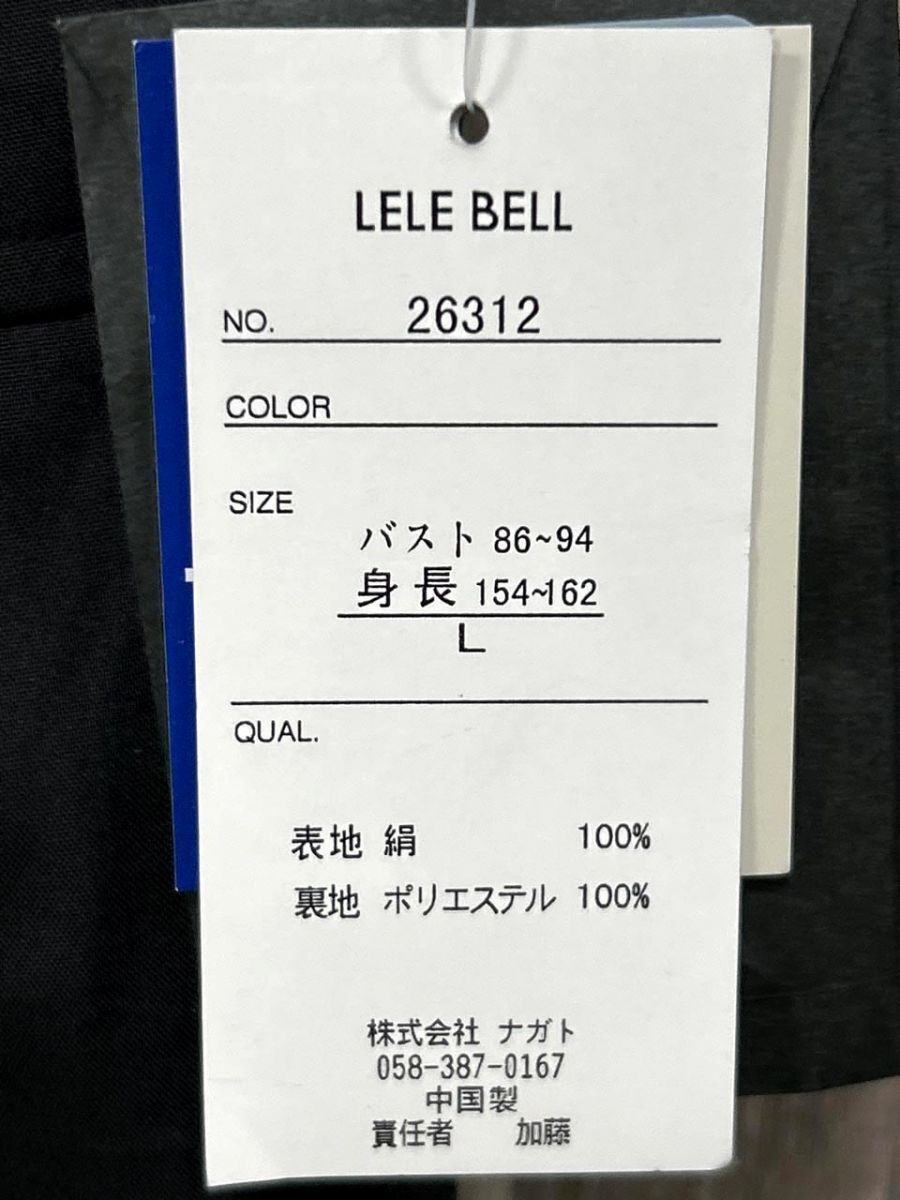 LELE BELL
NO. 26312
COLOR
SIZE
バスト 86~94
身長 154~162
L
QUAL.
表地 絹 100%
裏地 ポリエステル 100%
株式会社 ナガト
058-387-0167
中国製
責任者 加藤